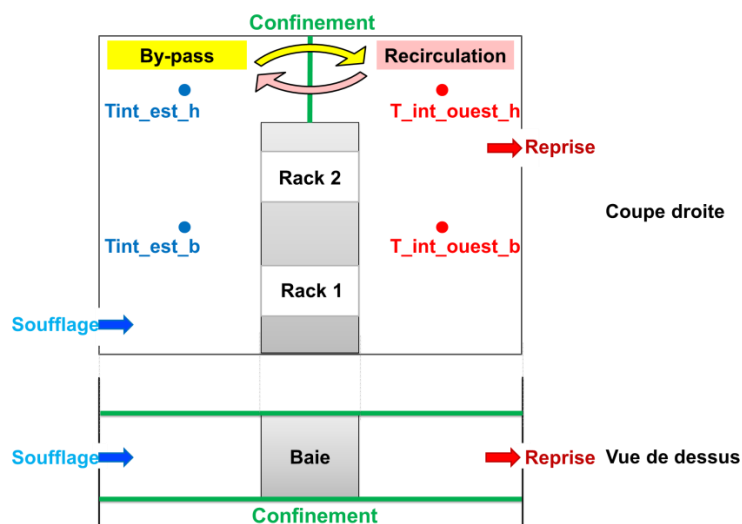 Confinement
By-pass
Recirculation
Tint_est_h
T_int_ouest_h
Reprise
Rack 2
Coupe droite
Tint_est_b
T_int_ouest_b
Rack 1
Soufflage
Soufflage
Baie
Reprise
Vue de dessus
Confinement